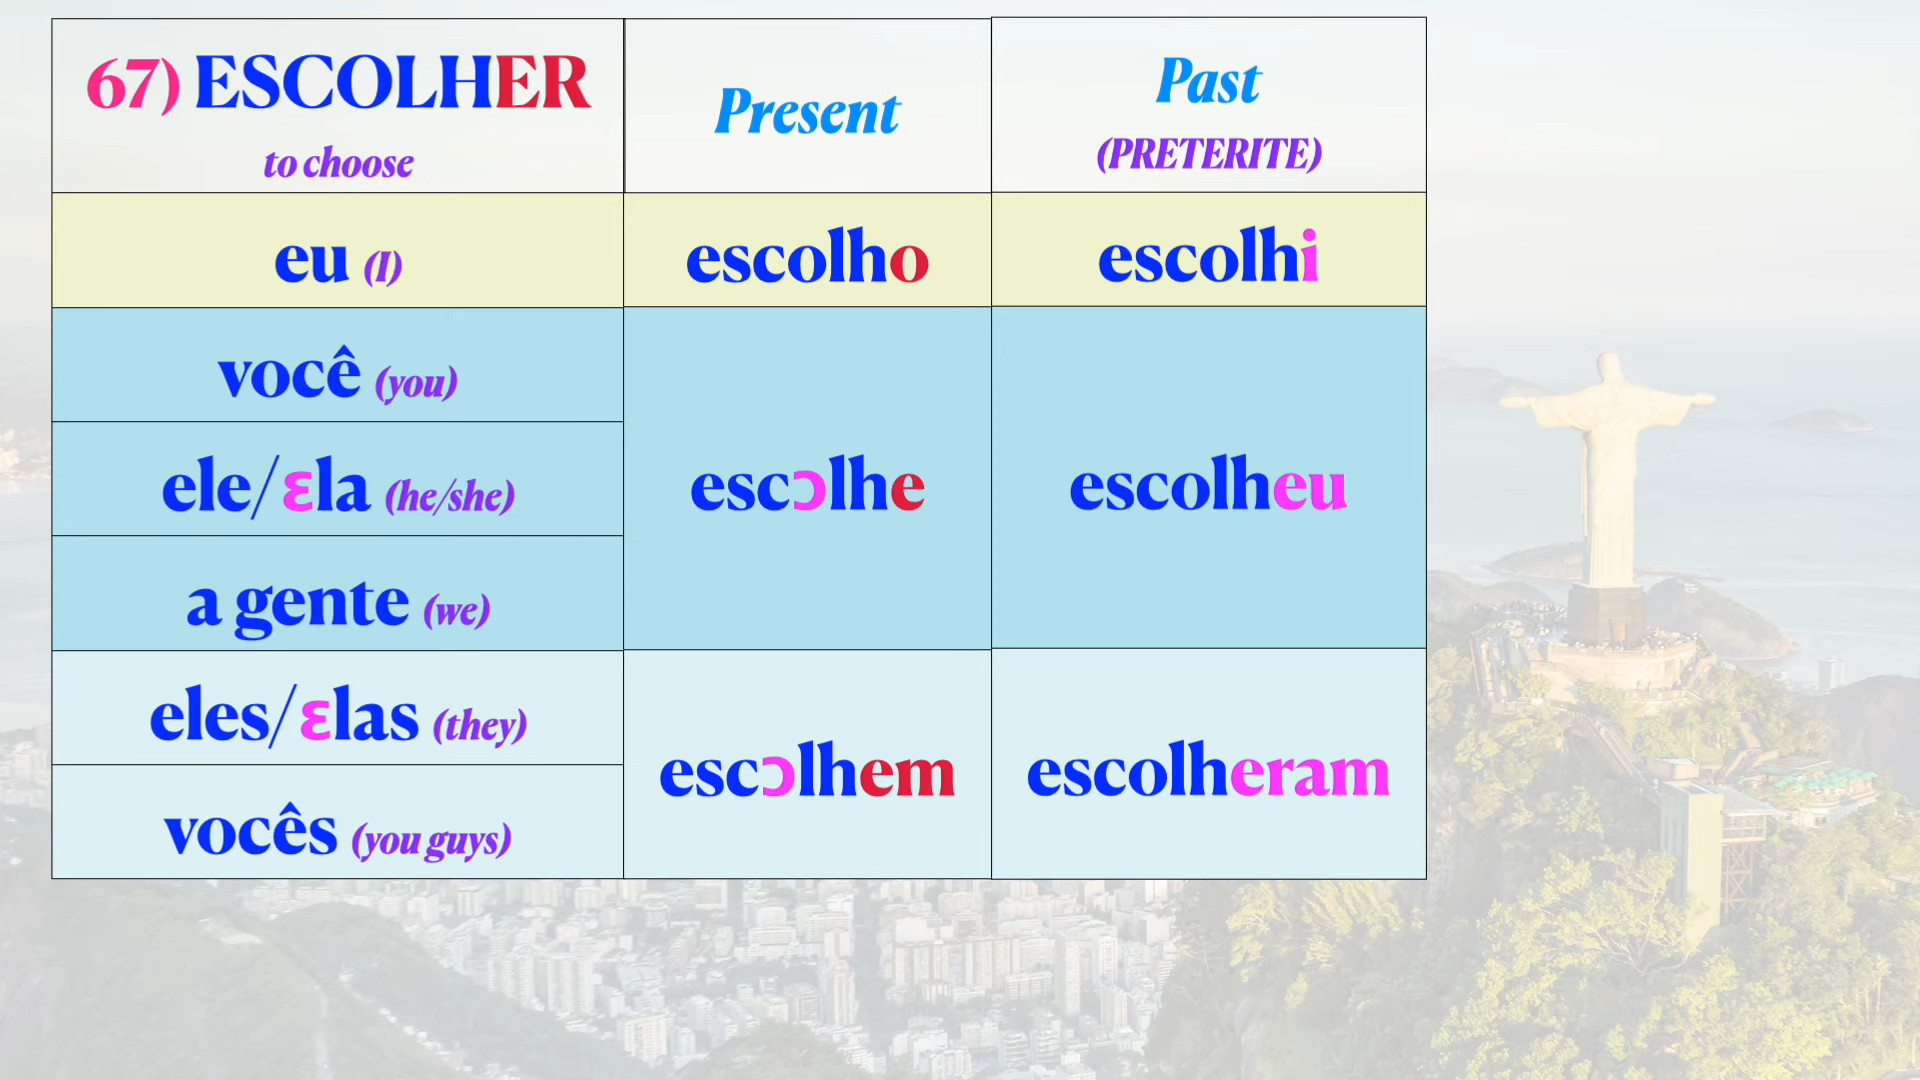 67) ESCOLHER
to choose
Present
Past
(PRETERITE)
eu (I)
escolho
escolhi
você (you)
ele/ɛla (he/she)
a gente (we)
escɔlhe
escolheu
eles/ɛlas (they)
vocês (you guys)
escɔlhem
escolheram